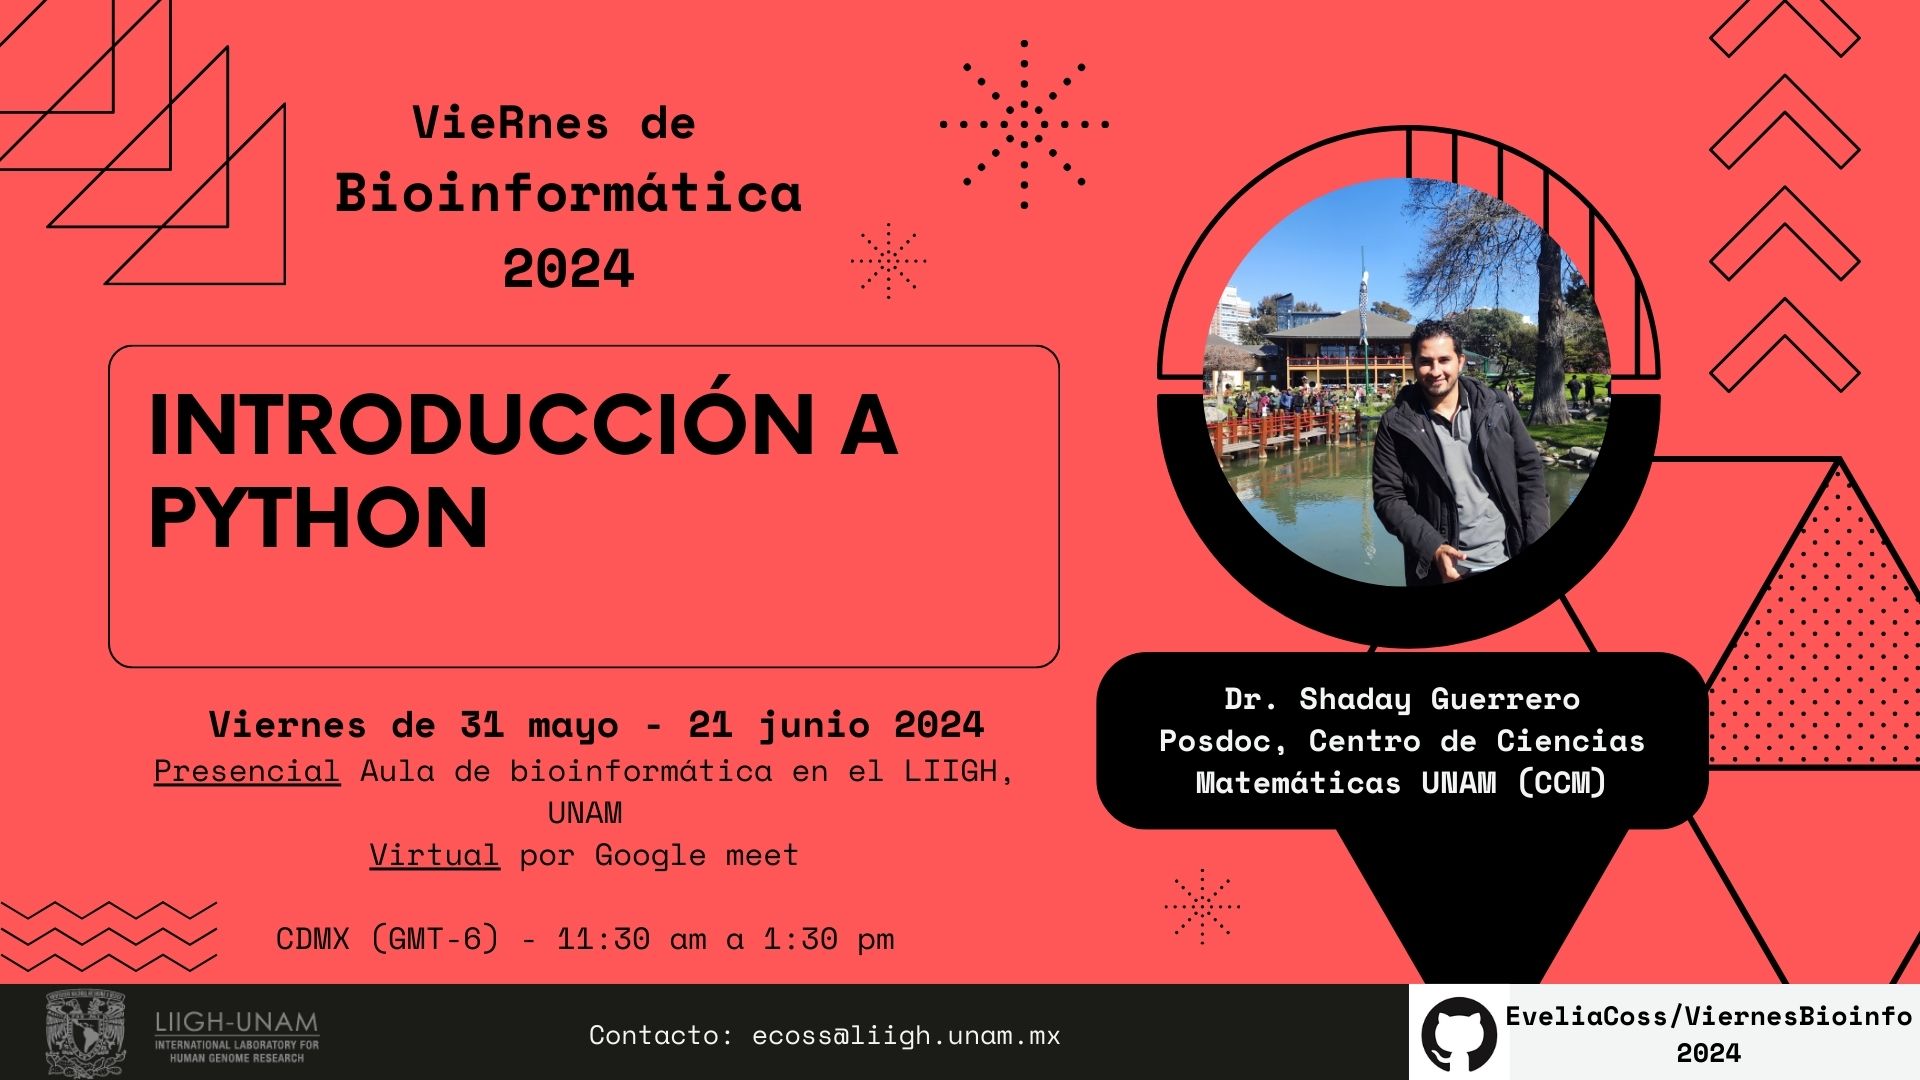 VieRnes de
Bioinformática
2024
INTRODUCCIÓN A
PYTHON
Viernes de 31 mayo - 21 junio 2024
Presencial Aula de bioinformática en el LIIGH,
UNAM
Virtual por Google meet
CDMX (GMT-6) - 11:30 am a 1:30 pm
Dr. Shaday Guerrero
Posdoc, Centro de Ciencias
Matemáticas UNAM (CCM)
LIIGH-UNAM
INTERNATIONAL LABORATORY FOR
HUMAN GENOME RESEARCH
Contacto: ecoss@liigh.unam.mx
EveliaCoss/ViernesBioinfo
2024